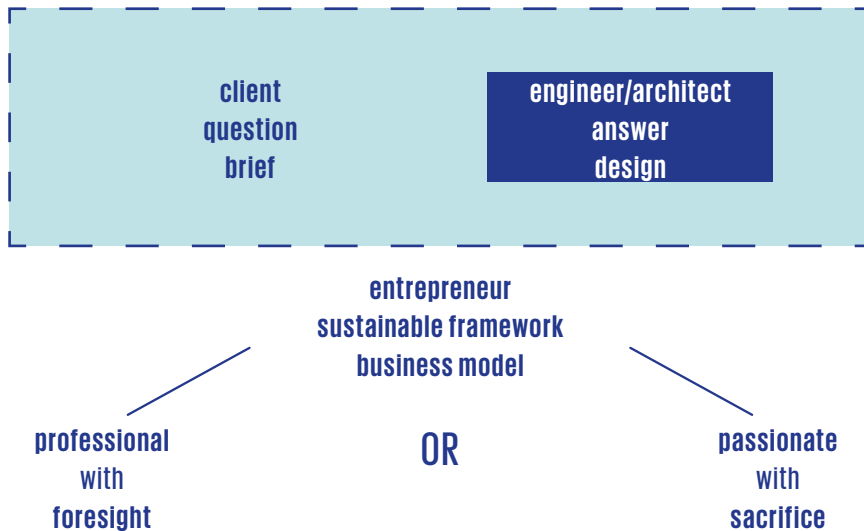 client
question
brief
engineer/architect
answer
design
entrepreneur
sustainable framework
business model
professional
with
foresight
OR
passionate
with
sacrifice